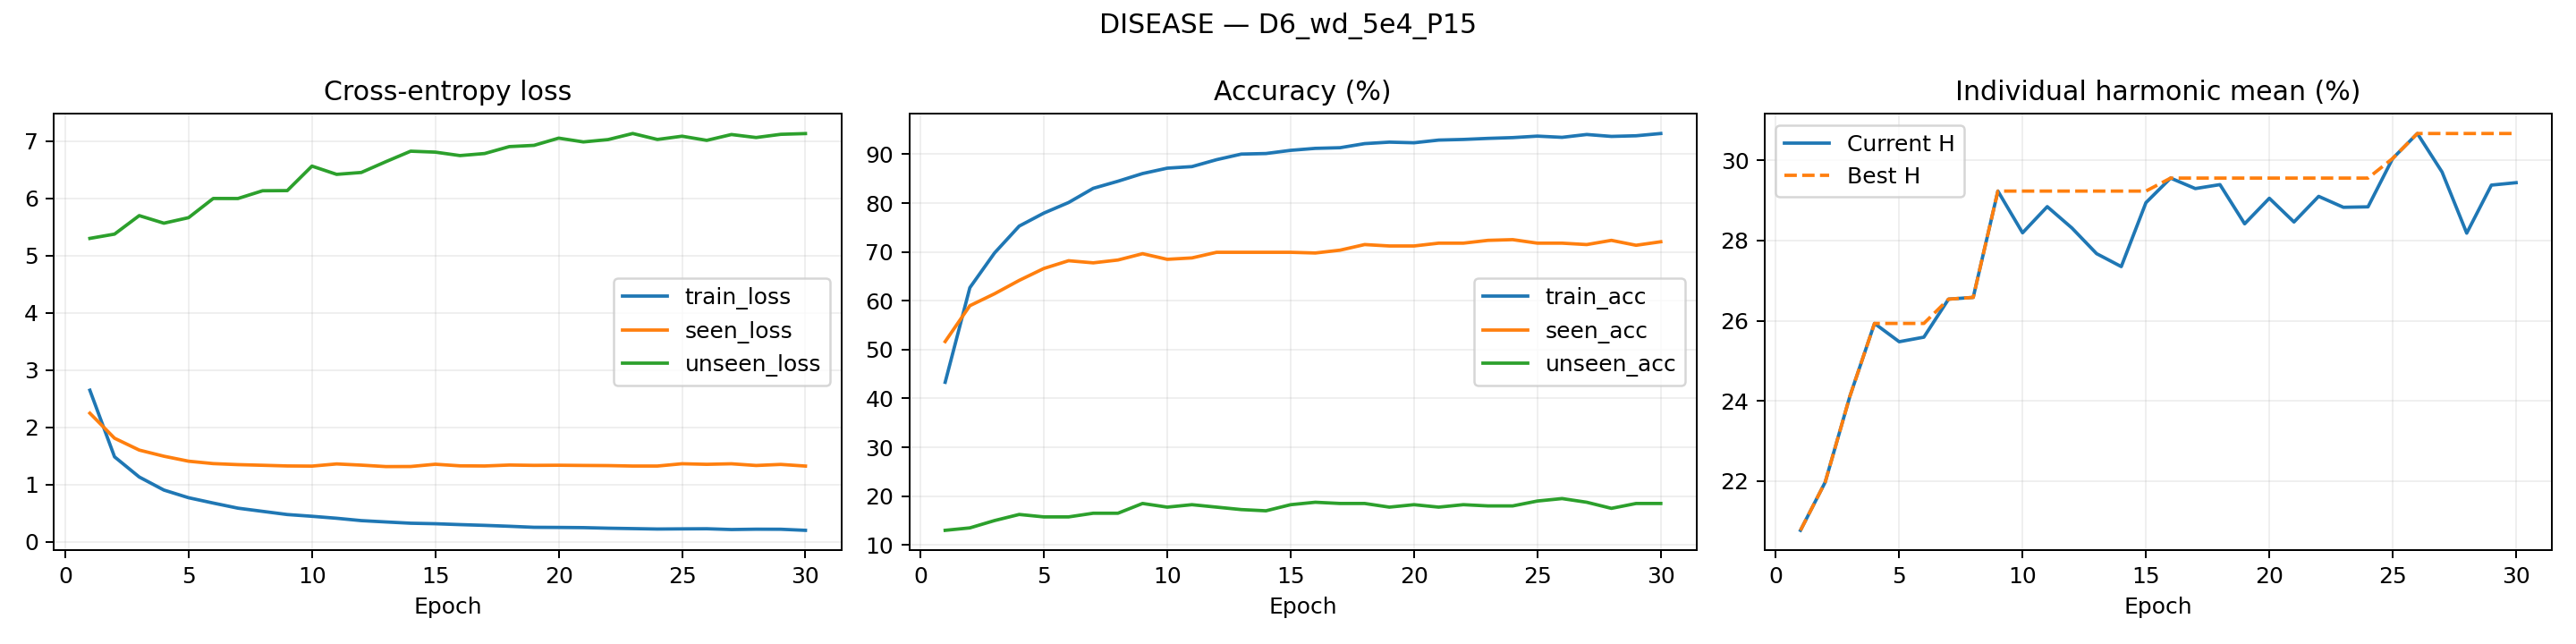 DISEASE — D6_wd_5e4_P15
Cross-entropy loss
7
6
5
4
3
2
1
0
train_loss
seen_loss
unseen_loss
0 5 10 15 20 25 30
Epoch
Accuracy (%)
90
80
70
60
50
40
30
20
10
train_acc
seen_acc
unseen_acc
0 5 10 15 20 25 30
Epoch
Individual harmonic mean (%)
Current H
Best H
30
28
26
24
22
0 5 10 15 20 25 30
Epoch